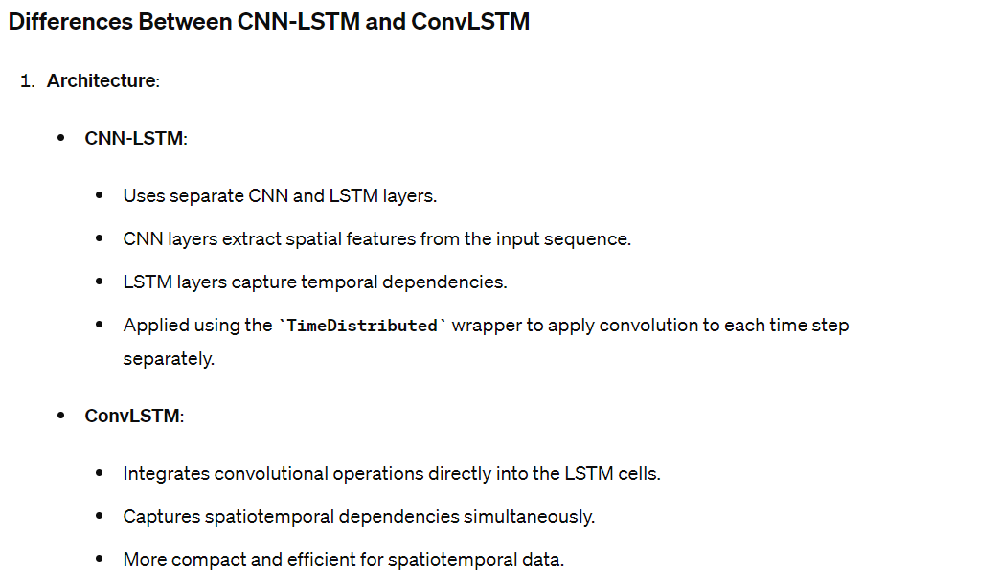 Differences Between CNN-LSTM and ConvLSTM
1. Architecture:
• CNN-LSTM:
• Uses separate CNN and LSTM layers.
• CNN layers extract spatial features from the input sequence.
• LSTM layers capture temporal dependencies.
• Applied using the `TimeDistributed` wrapper to apply convolution to each time step
separately.
• ConvLSTM:
• Integrates convolutional operations directly into the LSTM cells.
• Captures spatiotemporal dependencies simultaneously.
• More compact and efficient for spatiotemporal data.